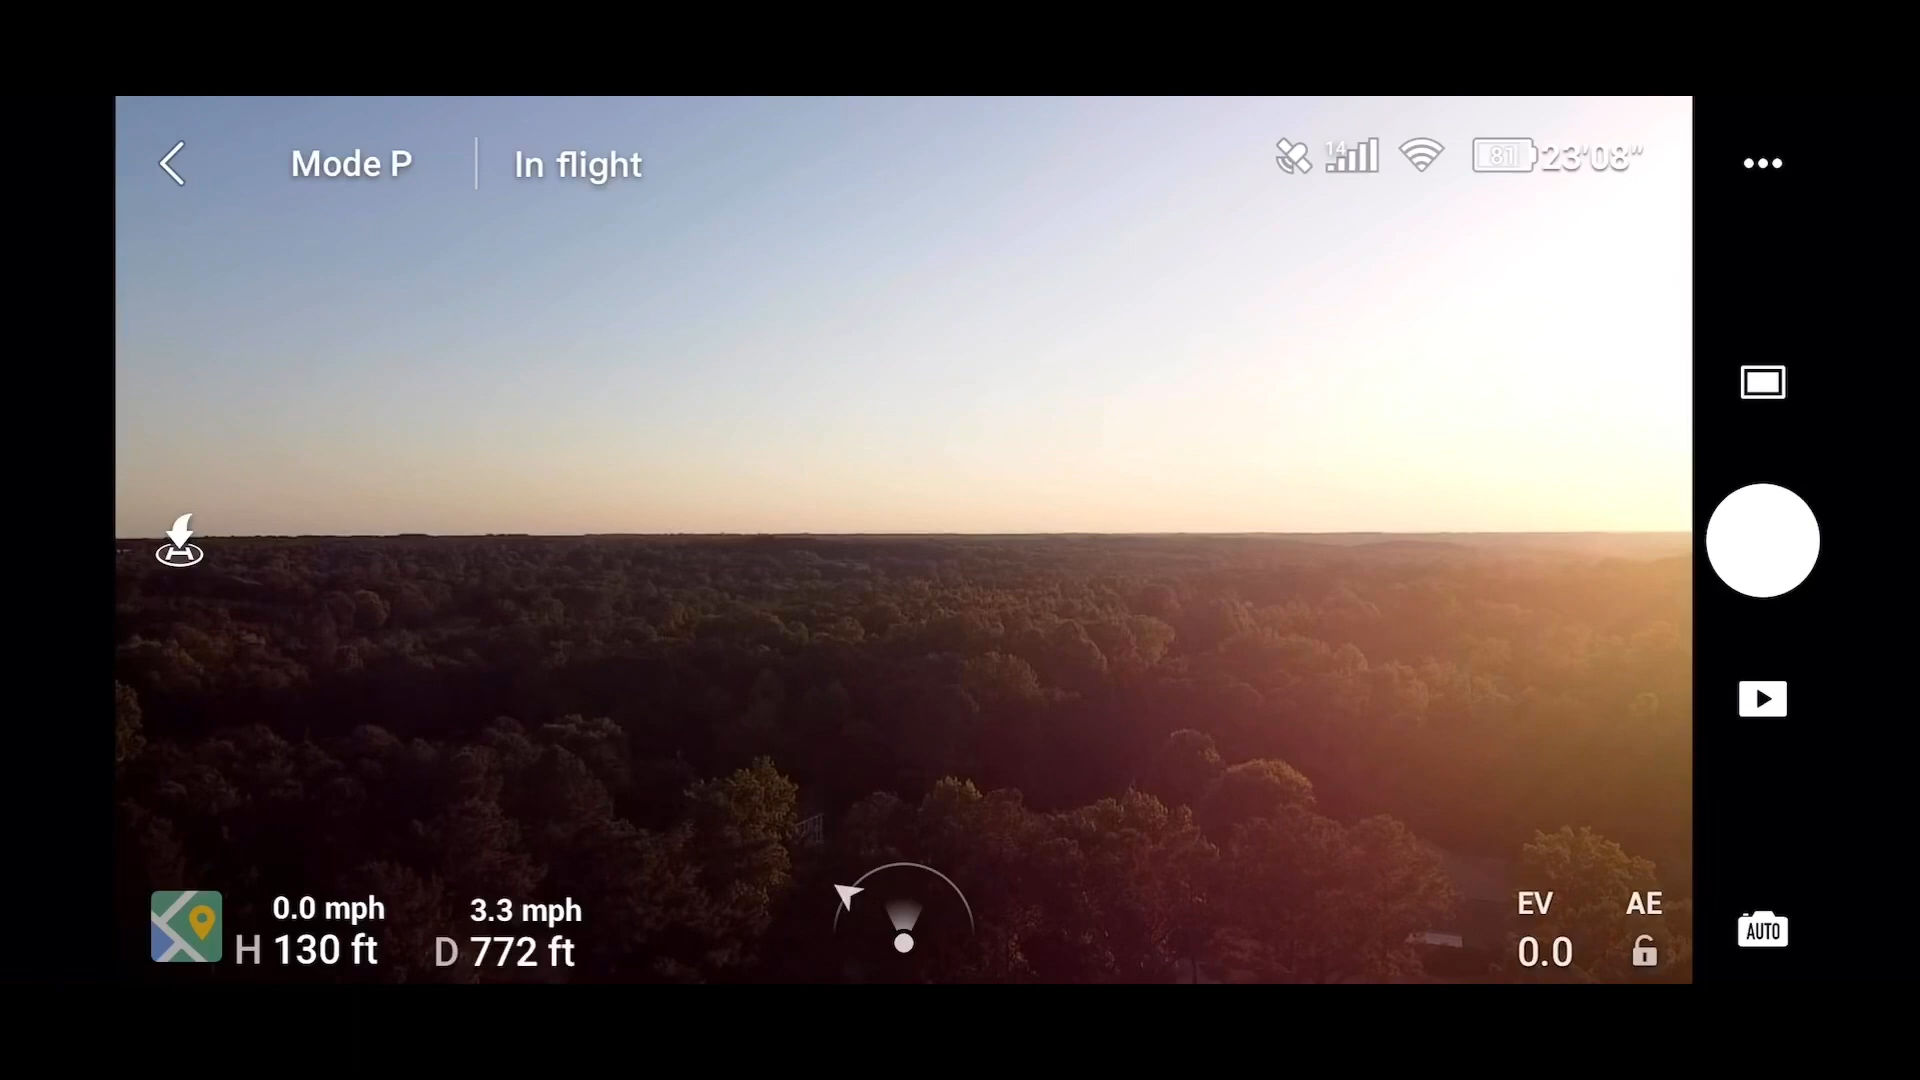 Mode P
In flight
14
81
23'08"
0.0 mph
3.3 mph
H 130 ft
D 772 ft
EV
AE
0.0
AUTO